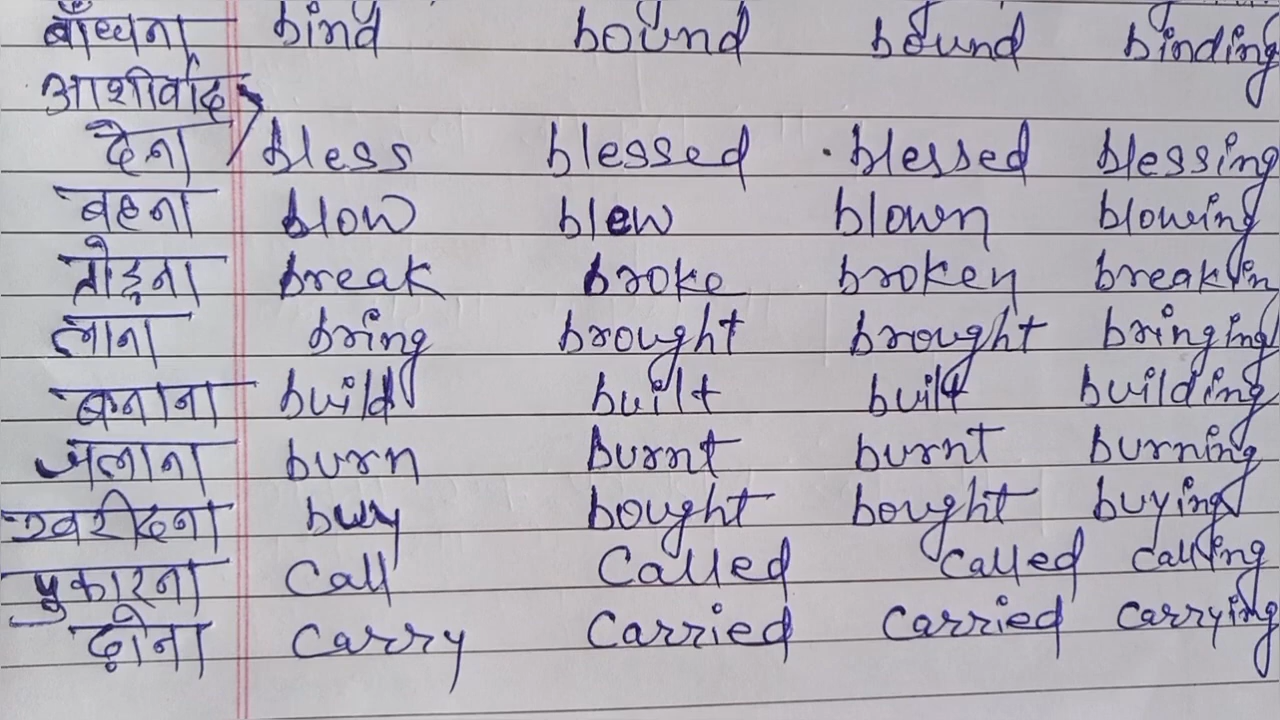 बाँधना bind bound bound binding
आशीर्वाद
देना bless blessed blessed blessing
बहना blow blew blown blowing
तोड़ना break broke broken breakin
लाना bring brought brought bringing
बनाना build built built building
जलाना burn burnt burnt burning
खरीदना buy bought bought buying
पुकारना Call Called called calling
ढ़ोना Carry Carried Carried carrying